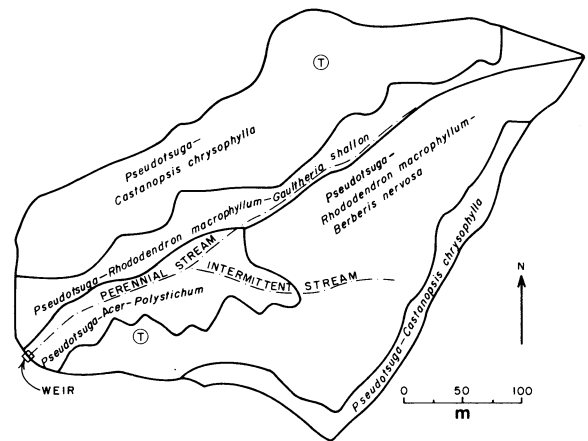 T
Pseudotsuga-
Castanopsis chrysophylla
Pseudotsuga-Rhododendron macrophyllum-Gaultheria shallon
Pseudotsuga-
Rhododendron macrophyllum-
Berberis nervosa
PERENNIAL STREAM
INTERMITTENT STREAM
Pseudotsuga-Acer-Polystichum
T
Pseudotsuga-Castanopsis chrysophylla
WEIR
N
0 50 100
m